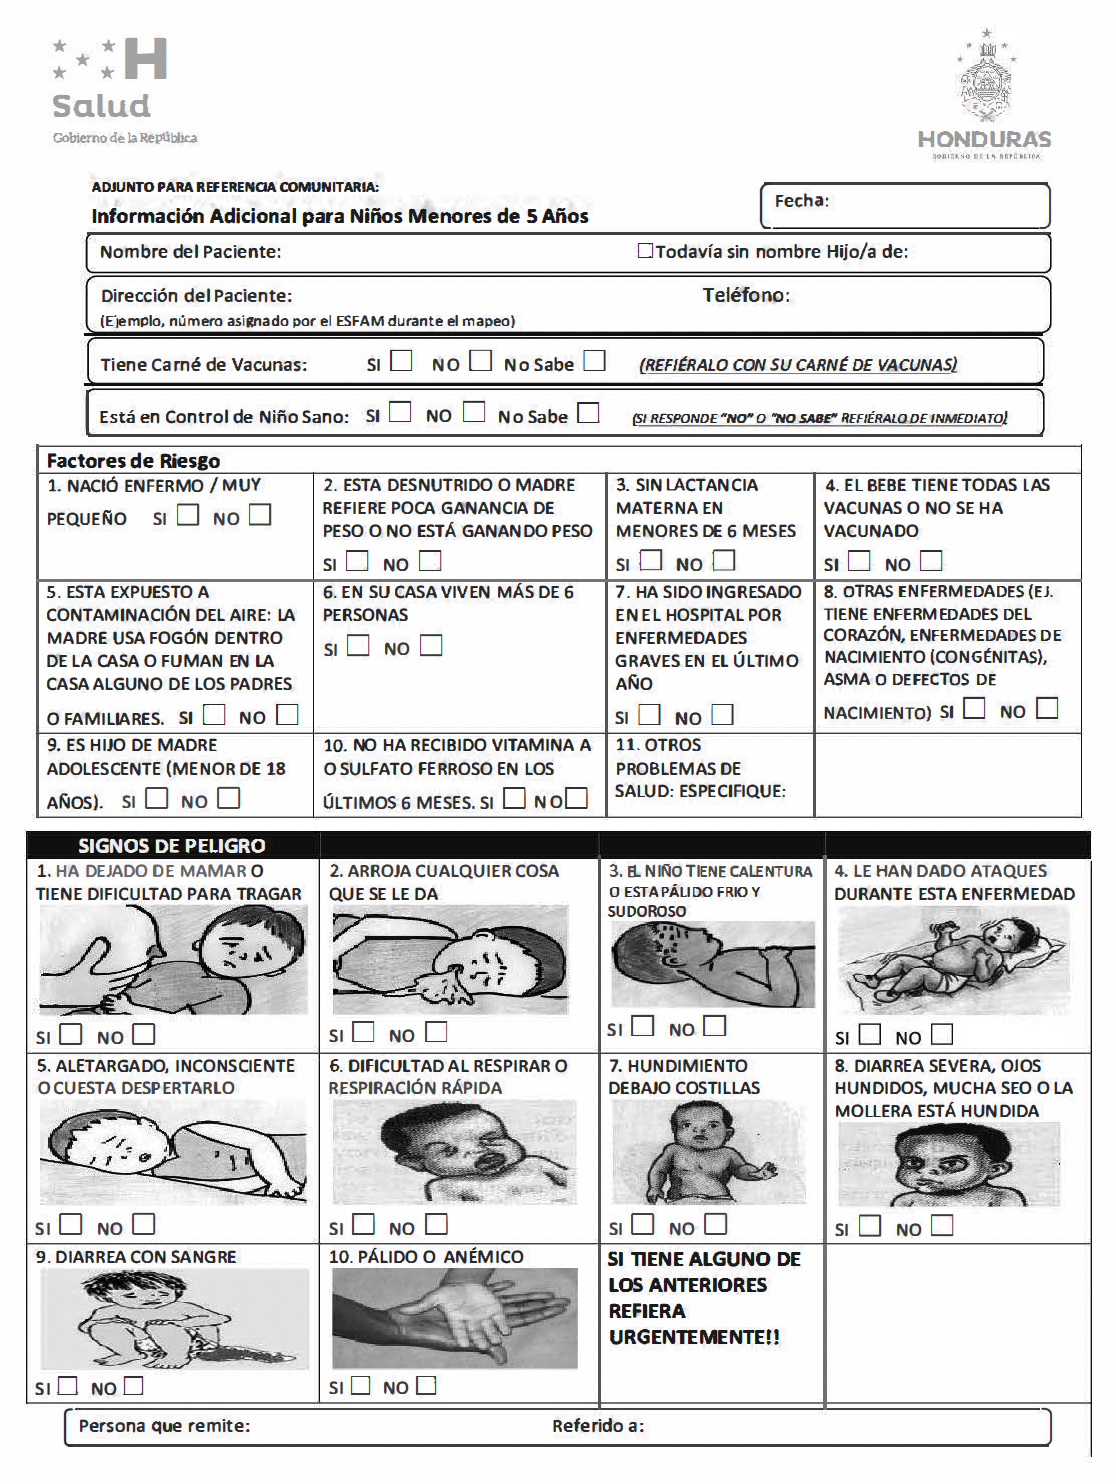 H
Salud
Gobierno de la República
HONDURAS
GOBIERNO DE LA REPÚBLICA
ADJUNTO PARA REFERENCIA COMUNITARIA:
Información Adicional para Niños Menores de 5 Años
Fecha:
Nombre del Paciente:
☐ Todavía sin nombre Hijo/a de:
Dirección del Paciente:
Teléfono:
(Ejemplo, número asignado por el ESFAM durante el mapeo)
Tiene Carné de Vacunas: SI ☐ NO ☐ No Sabe ☐ (REFIÉRALO CON SU CARNÉ DE VACUNAS)
Está en Control de Niño Sano: SI ☐ NO ☐ No Sabe ☐ (SI RESPONDE "NO" O "NO SABE" REFIÉRALO DE INMEDIATO)
Factores de Riesgo
1. NACIÓ ENFERMO / MUY
PEQUEÑO SI ☐ NO ☐
2. ESTA DESNUTRIDO O MADRE
REFIERE POCA GANANCIA DE
PESO O NO ESTÁ GANANDO PESO
SI ☐ NO ☐
3. SIN LACTANCIA
MATERNA EN
MENORES DE 6 MESES
SI ☐ NO ☐
4. EL BEBE TIENE TODAS LAS
VACUNAS O NO SE HA
VACUNADO
SI ☐ NO ☐
5. ESTA EXPUESTO A
CONTAMINACIÓN DEL AIRE: LA
MADRE USA FOGÓN DENTRO
DE LA CASA O FUMAN EN LA
CASA ALGUNO DE LOS PADRES
O FAMILIARES. SI ☐ NO ☐
6. EN SU CASA VIVEN MÁS DE 6
PERSONAS
SI ☐ NO ☐
7. HA SIDO INGRESADO
EN EL HOSPITAL POR
ENFERMEDADES
GRAVES EN EL ÚLTIMO
AÑO
SI ☐ NO ☐
8. OTRAS ENFERMEDADES (EJ.
TIENE ENFERMEDADES DEL
CORAZÓN, ENFERMEDADES DE
NACIMIENTO (CONGÉNITAS),
ASMA O DEFECTOS DE
NACIMIENTO) SI ☐ NO ☐
9. ES HIJO DE MADRE
ADOLESCENTE (MENOR DE 18
AÑOS). SI ☐ NO ☐
10. NO HA RECIBIDO VITAMINA A
O SULFATO FERROSO EN LOS
ÚLTIMOS 6 MESES. SI ☐ NO ☐
11. OTROS
PROBLEMAS DE
SALUD: ESPECIFIQUE:
SIGNOS DE PELIGRO
1. HA DEJADO DE MAMAR O
TIENE DIFICULTAD PARA TRAGAR
SI ☐ NO ☐
2. ARROJA CUALQUIER COSA
QUE SE LE DA
SI ☐ NO ☐
3. EL NIÑO TIENE CALENTURA
O ESTA PÁLIDO FRIO Y
SUDOROSO
SI ☐ NO ☐
4. LE HAN DADO ATAQUES
DURANTE ESTA ENFERMEDAD
SI ☐ NO ☐
5. ALETARGADO, INCONSCIENTE
O CUESTA DESPERTARLO
SI ☐ NO ☐
6. DIFICULTAD AL RESPIRAR O
RESPIRACIÓN RÁPIDA
SI ☐ NO ☐
7. HUNDIMIENTO
DEBAJO COSTILLAS
SI ☐ NO ☐
8. DIARREA SEVERA, OJOS
HUNDIDOS, MUCHA SEO O LA
MOLLERA ESTÁ HUNDIDA
SI ☐ NO ☐
9. DIARREA CON SANGRE
SI ☐ NO ☐
10. PÁLIDO O ANÉMICO
SI ☐ NO ☐
SI TIENE ALGUNO DE
LOS ANTERIORES
REFIERA
URGENTEMENTE!!
Persona que remite:
Referido a: